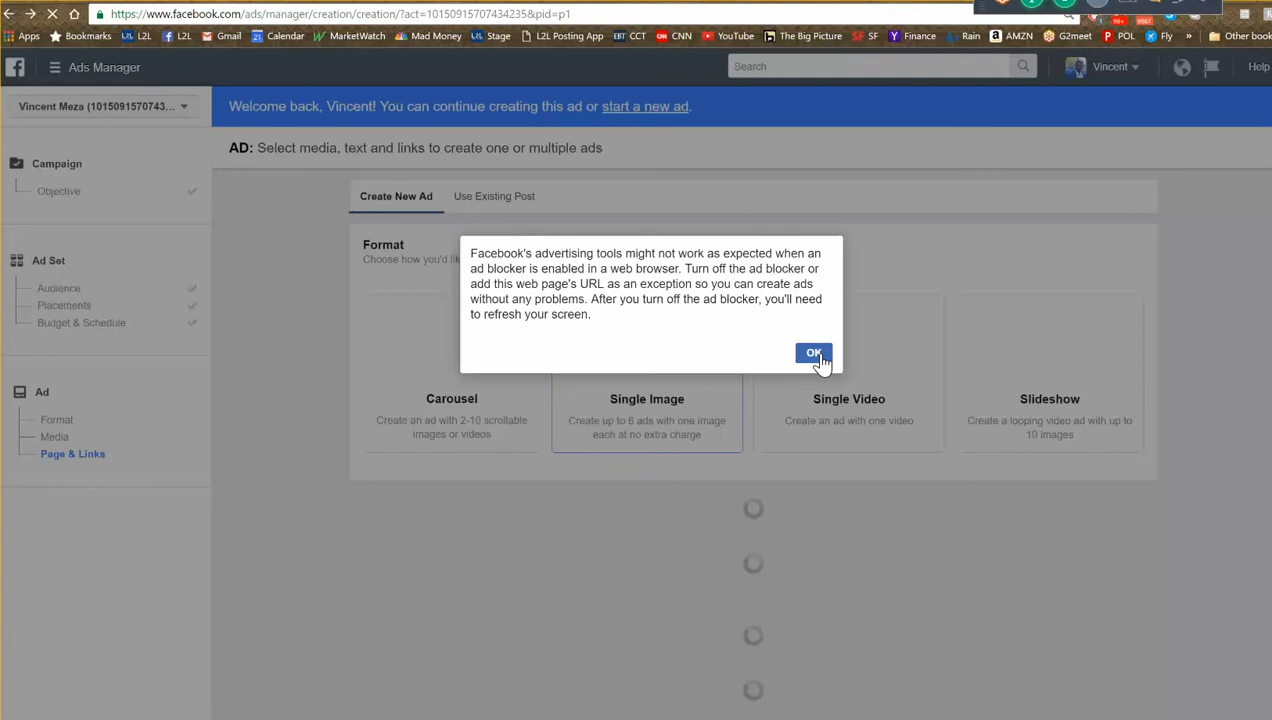 https://www.facebook.com/ads/manager/creation/creation/?act=10150915707434235&pid=p1
Apps Bookmarks L2L L2L Gmail 21 Calendar MarketWatch Mad Money Stage L2L Posting App EBT CCT CNN CNN YouTube The Big Picture SF SF Finance Rain AMZN G2meet POL Fly » Other book
Ads Manager Search Vincent Help
Vincent Meza (1015091570743... Welcome back, Vincent! You can continue creating this ad or start a new ad.
AD: Select media, text and links to create one or multiple ads
Campaign
Objective
Ad Set
Audience
Placements
Budget & Schedule
Ad
Format
Media
Page & Links
Create New Ad Use Existing Post
Format
Choose how you'd lik
Facebook's advertising tools might not work as expected when an
ad blocker is enabled in a web browser. Turn off the ad blocker or
add this web page's URL as an exception so you can create ads
without any problems. After you turn off the ad blocker, you'll need
to refresh your screen.
OK
Carousel
Create an ad with 2-10 scrollable
images or videos
Single Image
Create up to 6 ads with one image
each at no extra charge
Single Video
Create an ad with one video
Slideshow
Create a looping video ad with up to
10 images